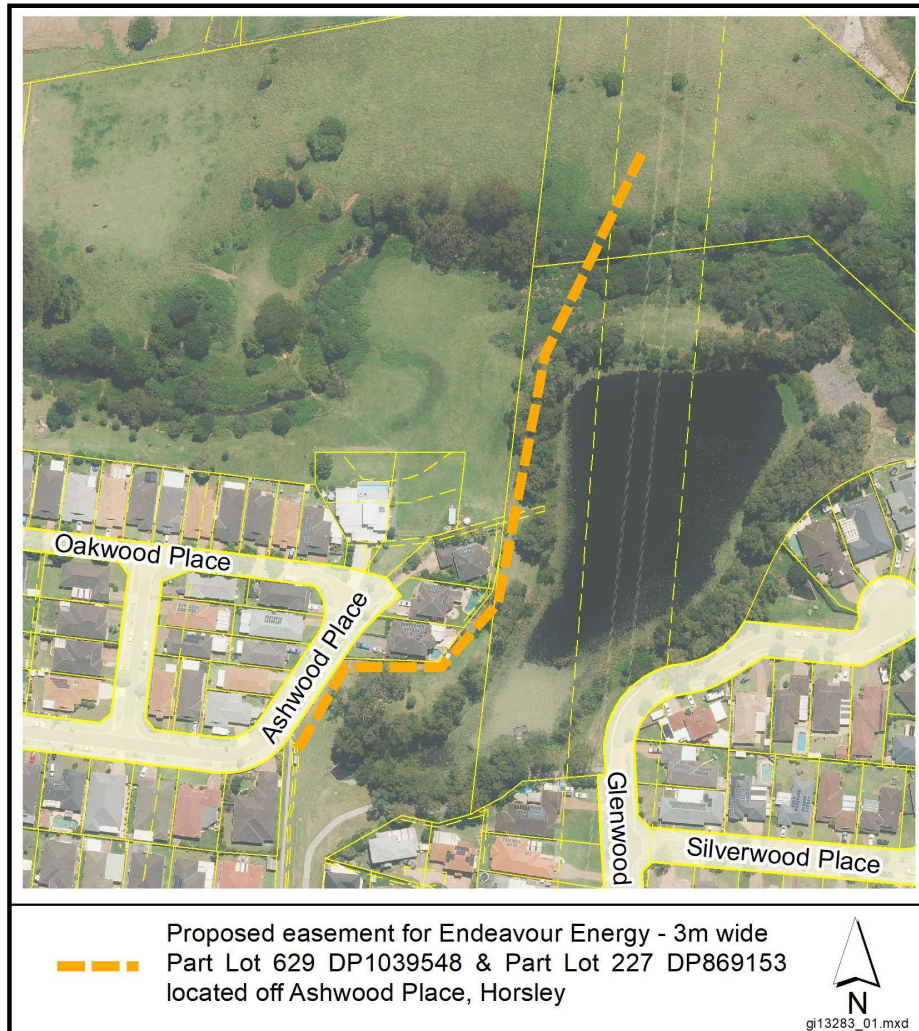 Oakwood Place
Ashwood Place
Glenwood
Silverwood Place
Proposed easement for Endeavour Energy - 3m wide
Part Lot 629 DP1039548 & Part Lot 227 DP869153
located off Ashwood Place, Horsley
N
gi13283_01.mxd